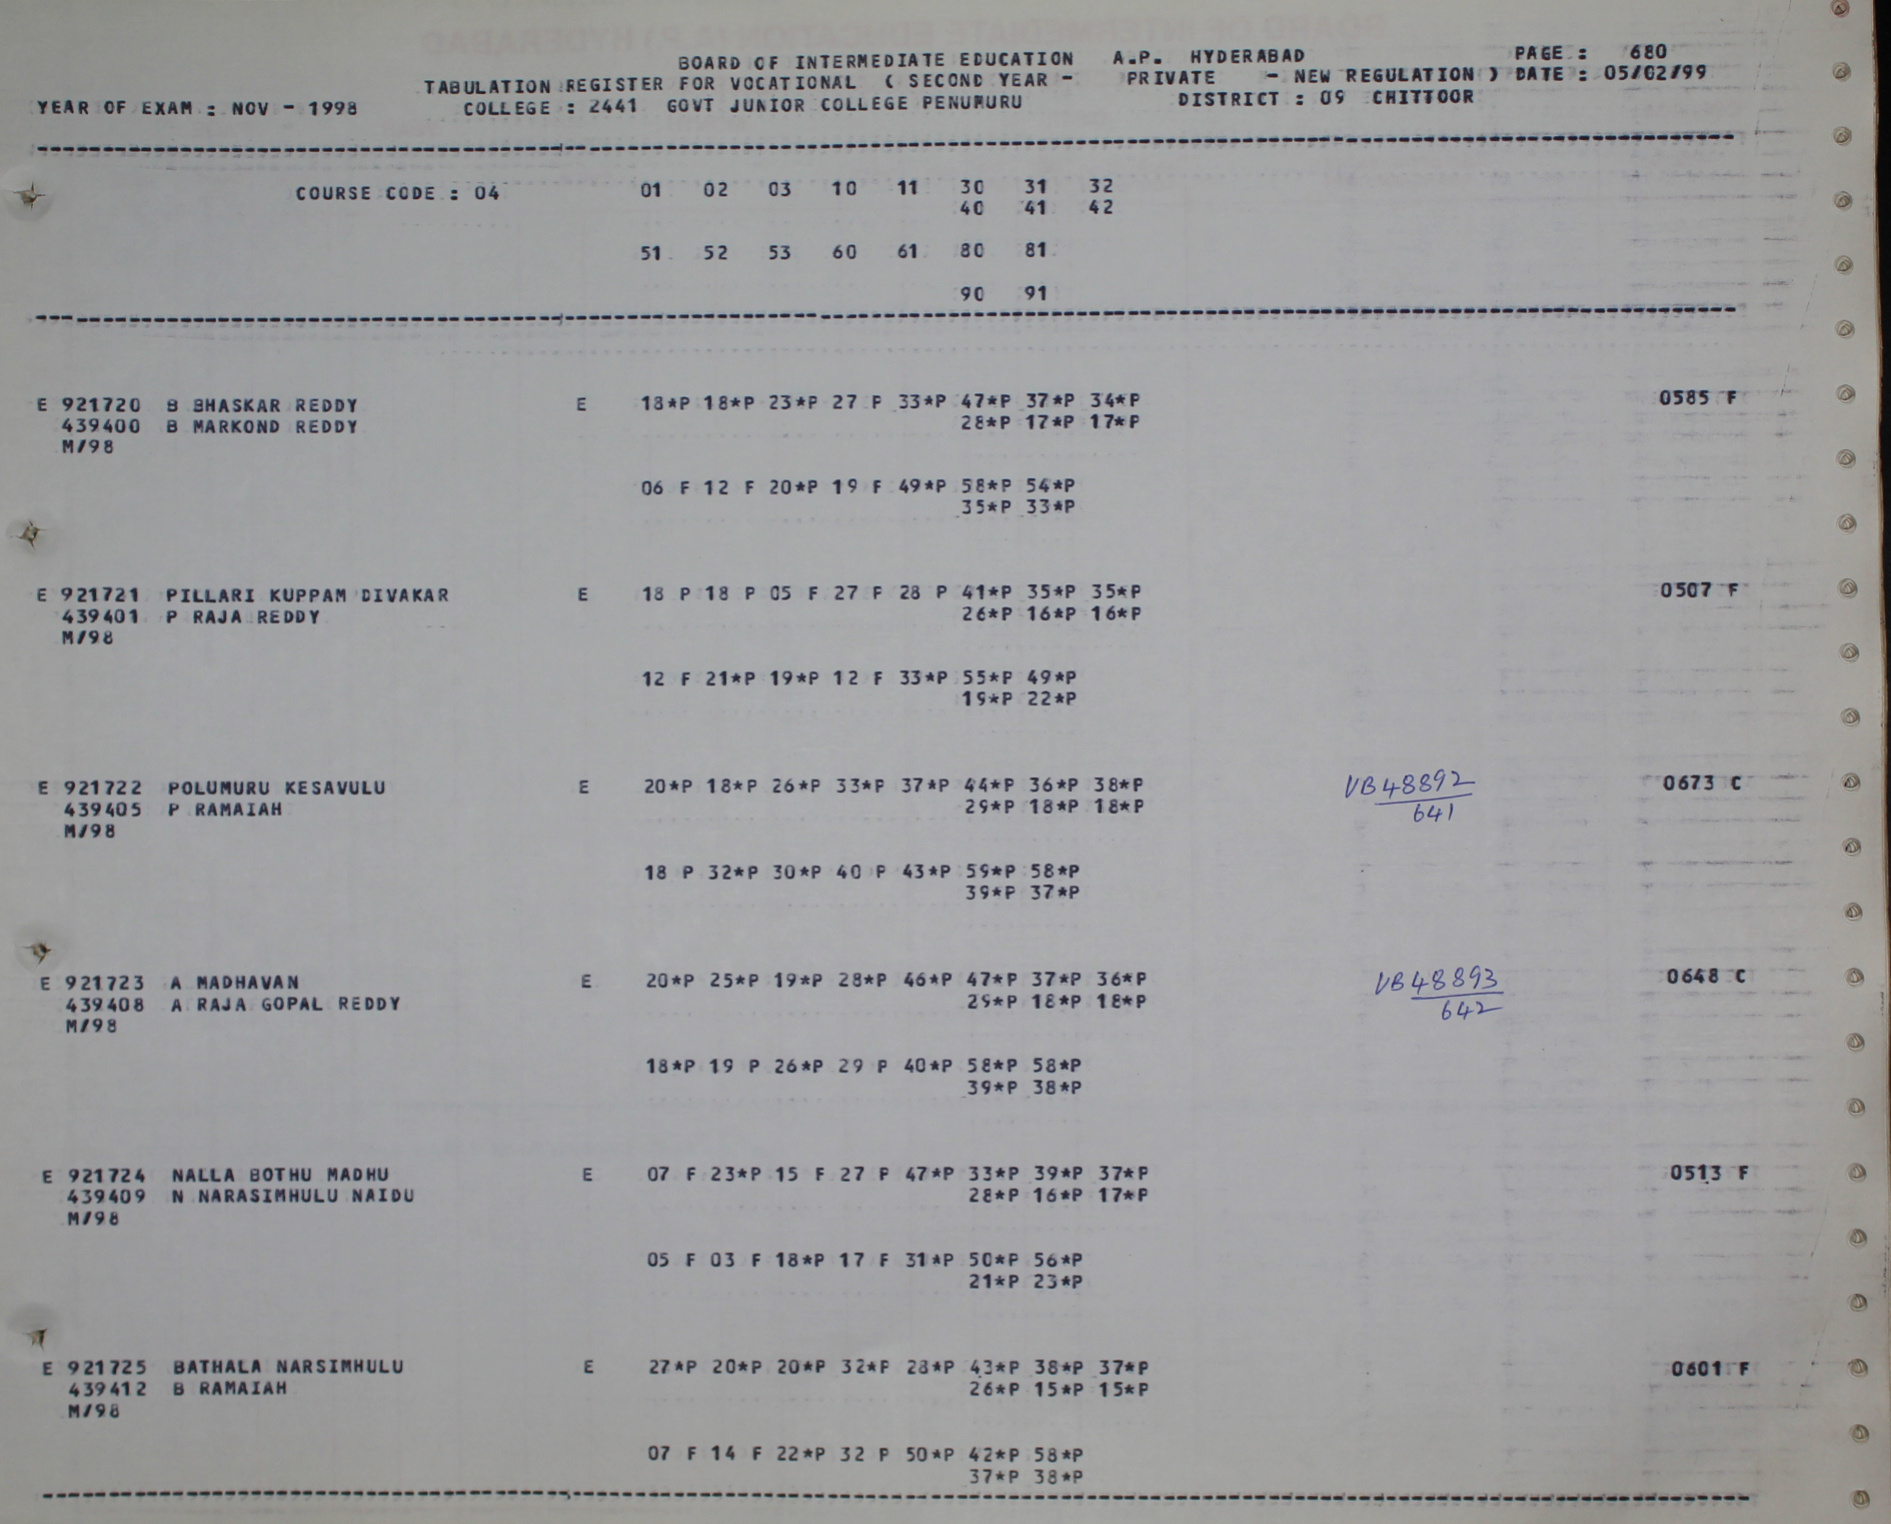 BOARD OF INTERMEDIATE EDUCATION A.P. HYDERABAD PAGE : 680
TABULATION REGISTER FOR VOCATIONAL ( SECOND YEAR - PRIVATE - NEW REGULATION ) DATE : 05/02/99
YEAR OF EXAM : NOV - 1998 COLLEGE : 2441 GOVT JUNIOR COLLEGE PENUMURU DISTRICT : 09 CHITTOOR
COURSE CODE : 04 01 02 03 10 11 30 31 32
40 41 42
51 52 53 60 61 80 81
90 91
E 921720 B BHASKAR REDDY E 18*P 18*P 23*P 27 P 33*P 47*P 37*P 34*P 0585 F
439400 B MARKOND REDDY 28*P 17*P 17*P
M/98
06 F 12 F 20*P 19 F 49*P 58*P 54*P
35*P 33*P
E 921721 PILLARI KUPPAM DIVAKAR E 18 P 18 P 05 F 27 P 28 P 41*P 35*P 35*P 0507 F
439401 P RAJA REDDY 26*P 16*P 16*P
M/98
12 F 21*P 19*P 12 F 33*P 55*P 49*P
19*P 22*P
E 921722 POLUMURU KESAVULU E 20*P 18*P 26*P 33*P 37*P 44*P 36*P 38*P VB48892 0673 C
439405 P RAMAIAH 29*P 18*P 18*P 641
M/98
18 P 32*P 30*P 40 P 43*P 59*P 58*P
39*P 37*P
E 921723 A MADHAVAN E 20*P 25*P 19*P 28*P 46*P 47*P 37*P 36*P VB48893 0648 C
439408 A RAJA GOPAL REDDY 29*P 18*P 18*P 642
M/98
18*P 19 P 26*P 29 P 40*P 58*P 58*P
39*P 38*P
E 921724 NALLA BOTHU MADHU E 07 F 23*P 15 F 27 P 47*P 33*P 39*P 37*P 0513 F
439409 N NARASIMHULU NAIDU 28*P 16*P 17*P
M/98
05 F 03 F 18*P 17 F 31*P 50*P 56*P
21*P 23*P
E 921725 BATHALA NARSIMHULU E 27*P 20*P 20*P 32*P 28*P 43*P 38*P 37*P 0601 F
439412 B RAMAIAH 26*P 15*P 15*P
M/98
07 F 14 F 22*P 32 P 50*P 42*P 58*P
37*P 38*P